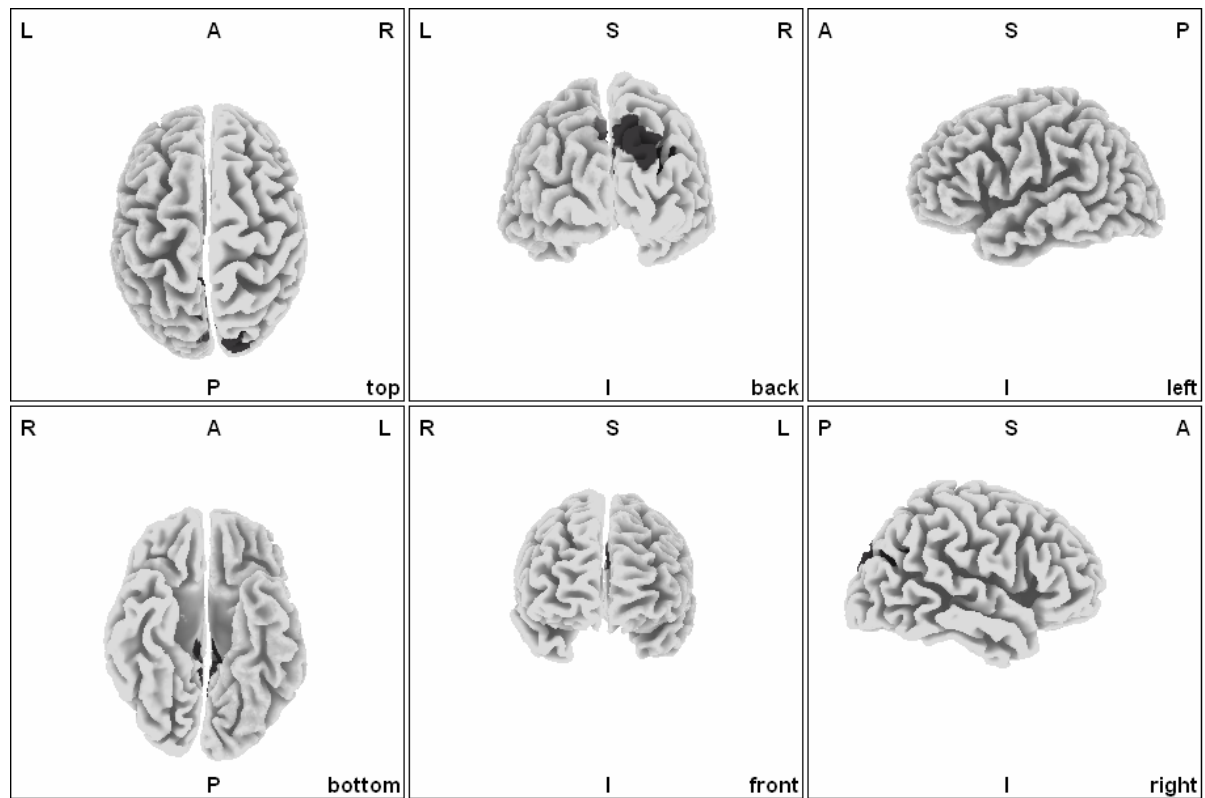 L A R
P top
L S R
I back
A S P
I left
R A L
P bottom
R S L
I front
P S A
I right